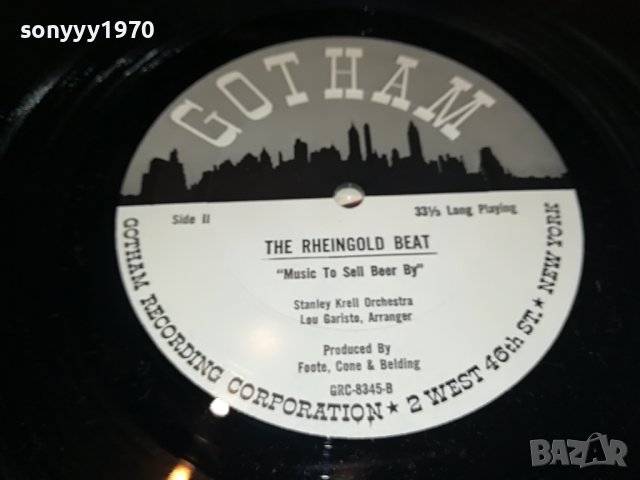 sonyyy1970
GOTHAM
Side II
33⅓ Long Playing
THE RHEINGOLD BEAT
"Music To Sell Beer By"
Stanley Krell Orchestra
Lou Garisto, Arranger
Produced By
Foote, Cone & Belding
GRC-8345-B
GOTHAM RECORDING CORPORATION ★ 2 WEST 46th ST. ★ NEW YORK
BAZAR